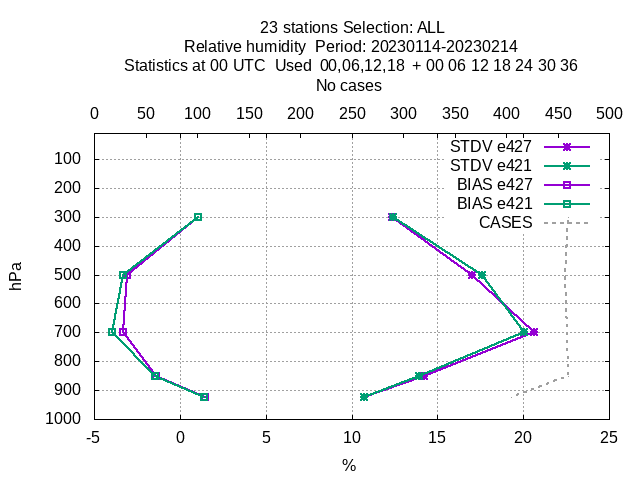 23 stations Selection: ALL
Relative humidity  Period: 20230114-20230214
Statistics at 00 UTC  Used  00,06,12,18  + 00 06 12 18 24 30 36
No cases
0 50 100 150 200 250 300 350 400 450 500
STDV e427
STDV e421
BIAS e427
BIAS e421
CASES
100
200
300
400
500
600
700
800
900
1000
hPa
-5 0 5 10 15 20 25
%